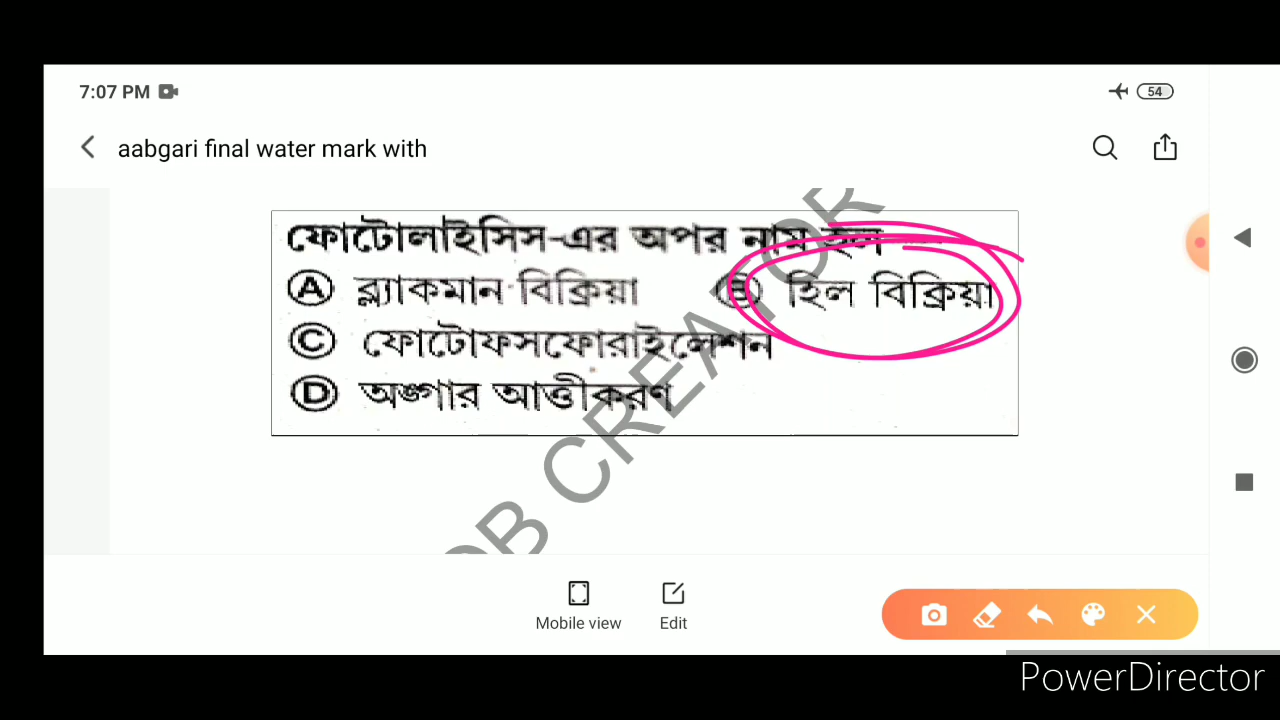 7:07 PM 54
aabgari final water mark with
ফোটোলাইসিস-এর অপর নাম হল
Ⓐ ব্ল্যাকমান বিক্রিয়া Ⓑ হিল বিক্রিয়া
Ⓒ ফোটোফসফোরাইলেশন
Ⓓ অঙ্গার আত্তীকরণ
OB CREATOR
Mobile view Edit
PowerDirector